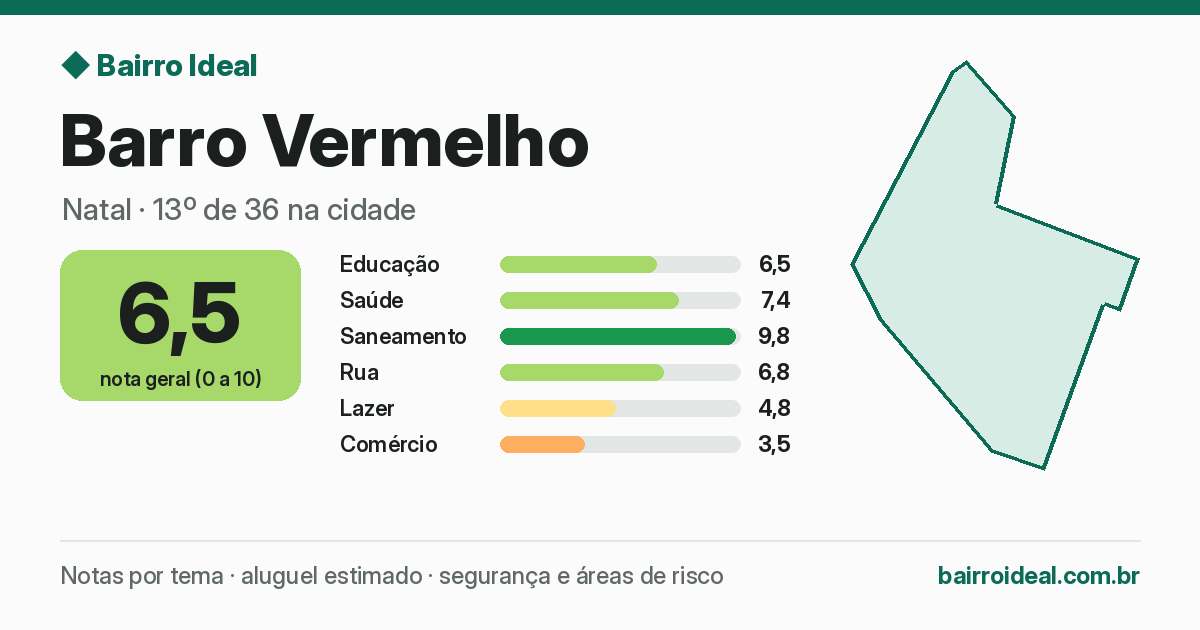 Bairro Ideal
Barro Vermelho
Natal · 13º de 36 na cidade
6,5
nota geral (0 a 10)
Educação 6,5
Saúde 7,4
Saneamento 9,8
Rua 6,8
Lazer 4,8
Comércio 3,5
Notas por tema · aluguel estimado · segurança e áreas de risco
bairroideal.com.br